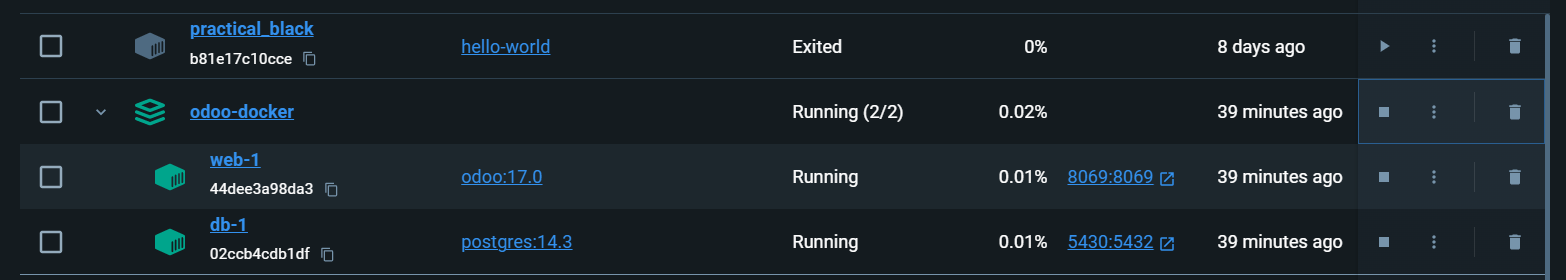 practical_black
b81e17c10cce
hello-world
Exited
0%
8 days ago
odoo-docker
Running (2/2)
0.02%
39 minutes ago
web-1
44dee3a98da3
odoo:17.0
Running
0.01%
8069:8069
39 minutes ago
db-1
02ccb4cdb1df
postgres:14.3
Running
0.01%
5430:5432
39 minutes ago